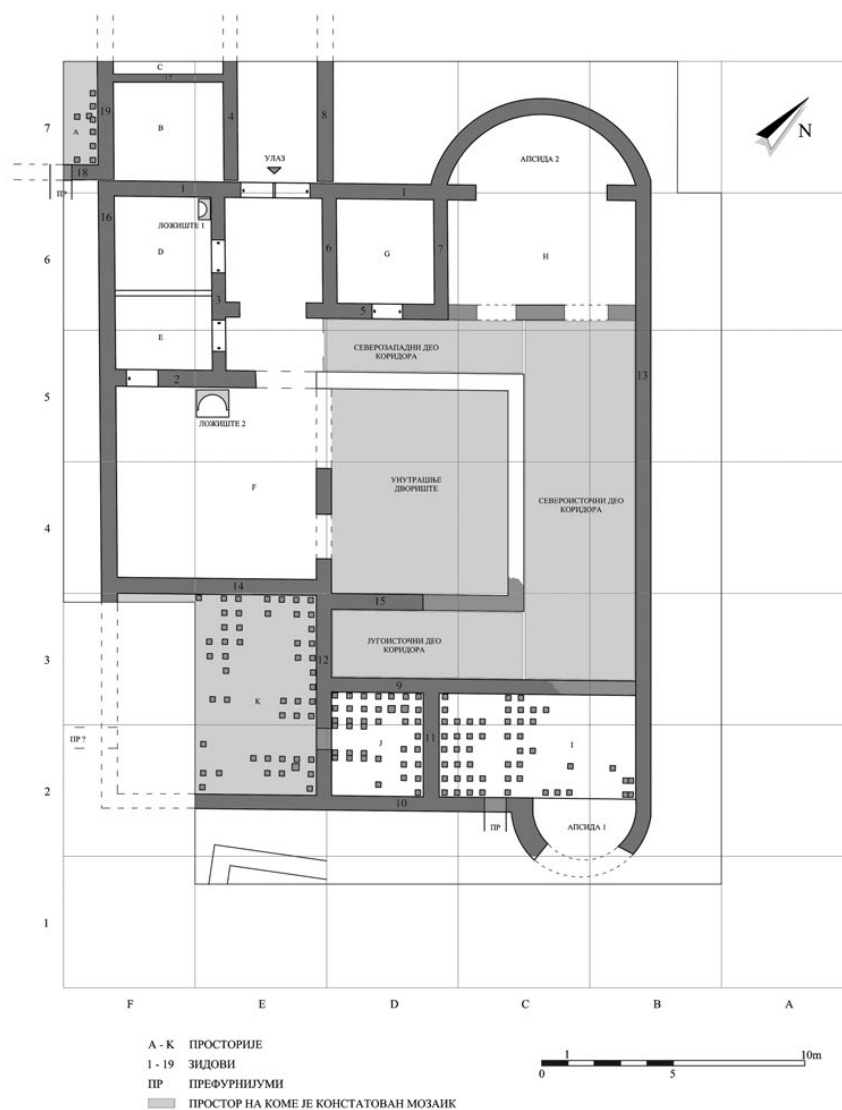 C
17
7
19
4
8
A
B
УЛАЗ
АПСИДА 2
N
18
ПР
1
1
16
ЛОЖИШТЕ 1
6
D
6
G
7
H
3
5
E
СЕВЕРОЗАПАДНИ ДЕО
КОРИДОРА
13
2
5
ЛОЖИШТЕ 2
УНУТРАШЊЕ
ДВОРИШТЕ
F
СЕВЕРОИСТОЧНИ ДЕО
КОРИДОРА
4
14
15
3
ЈУГОИСТОЧНИ ДЕО
КОРИДОРА
12
9
K
ПР ?
J
11
I
2
10
ПР
АПСИДА 1
1
F
E
D
C
B
A
A - K ПРОСТОРИЈЕ
1 - 19 ЗИДОВИ
ПР ПРЕФУРНИЈУМИ
ПРОСТОР НА КОМЕ ЈЕ КОНСТАТОВАН МОЗАИК
1
10m
0
5